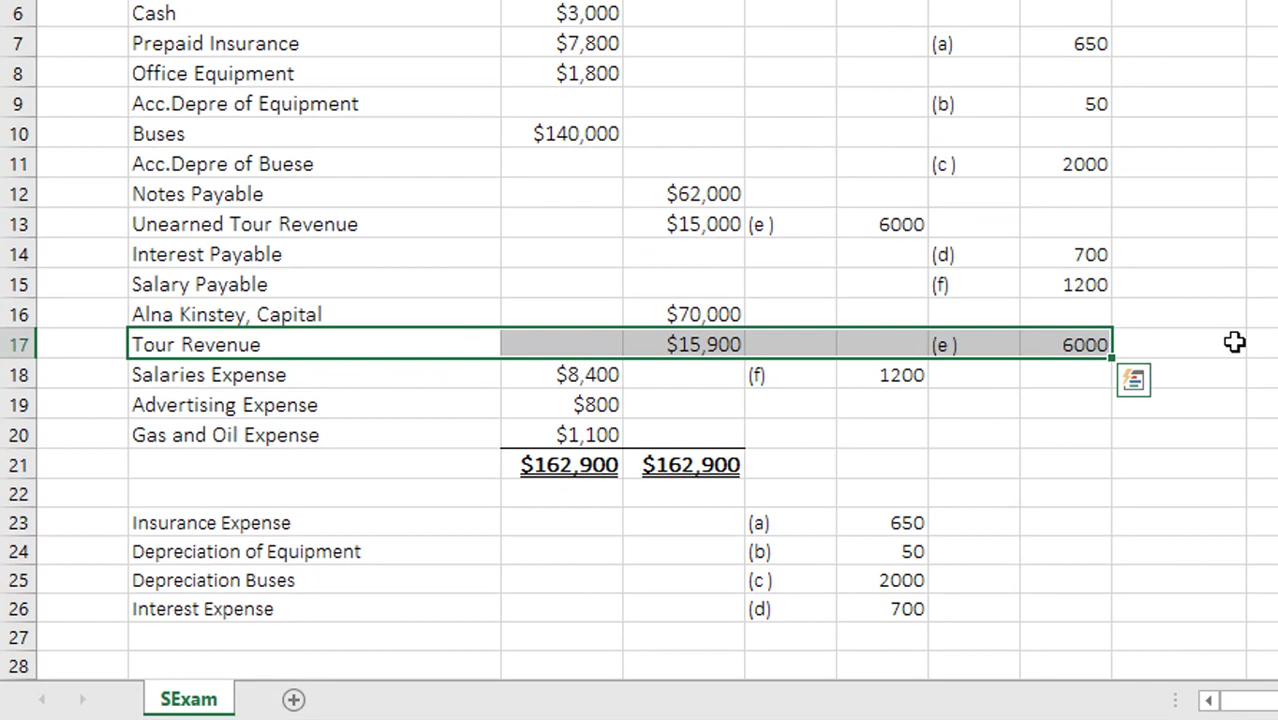 6 Cash $3,000
7 Prepaid Insurance $7,800 (a) 650
8 Office Equipment $1,800
9 Acc.Depre of Equipment (b) 50
10 Buses $140,000
11 Acc.Depre of Buese (c ) 2000
12 Notes Payable $62,000
13 Unearned Tour Revenue $15,000 (e ) 6000
14 Interest Payable (d) 700
15 Salary Payable (f) 1200
16 Alna Kinstey, Capital $70,000
17 Tour Revenue $15,900 (e ) 6000
18 Salaries Expense $8,400 (f) 1200
19 Advertising Expense $800
20 Gas and Oil Expense $1,100
21 $162,900 $162,900
22
23 Insurance Expense (a) 650
24 Depreciation of Equipment (b) 50
25 Depreciation Buses (c ) 2000
26 Interest Expense (d) 700
27
28
SExam